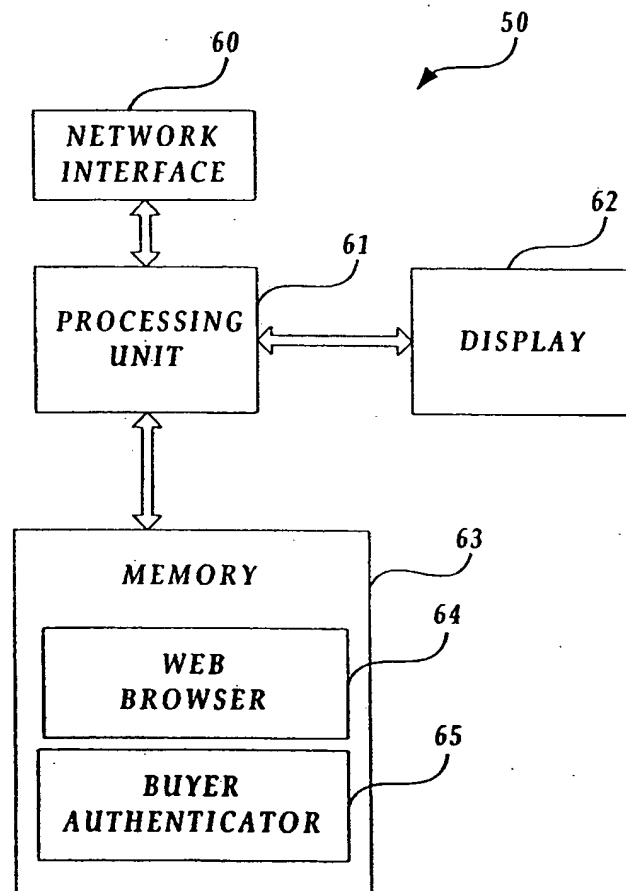 50
60
NETWORK
INTERFACE
61
62
PROCESSING
UNIT
DISPLAY
63
MEMORY
64
WEB
BROWSER
65
BUYER
AUTHENTICATOR